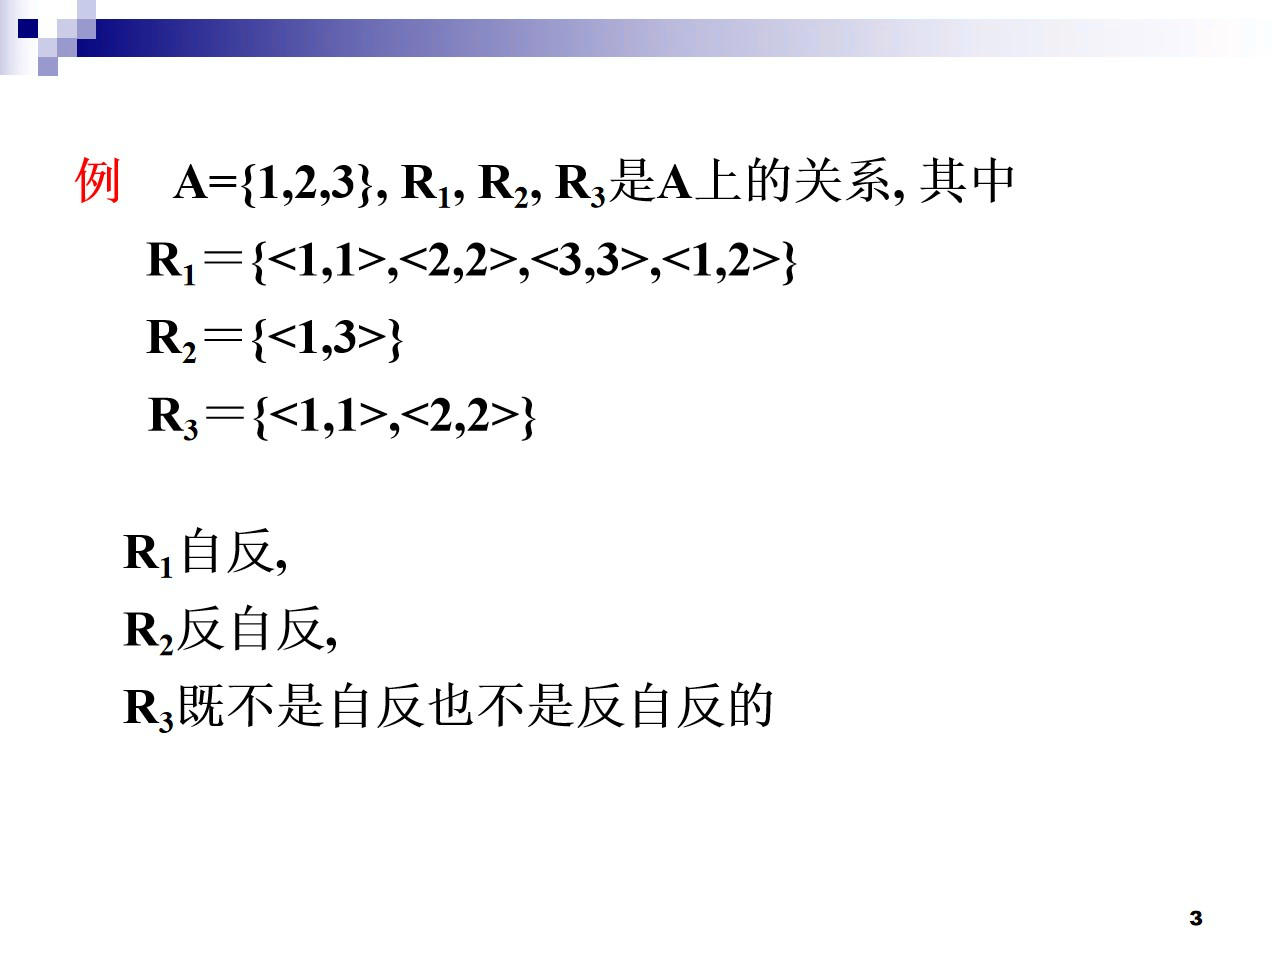 例 A={1,2,3}, R₁, R₂, R₃是A上的关系, 其中
R₁＝{<1,1>,<2,2>,<3,3>,<1,2>}
R₂＝{<1,3>}
R₃＝{<1,1>,<2,2>}
R₁自反,
R₂反自反,
R₃既不是自反也不是反自反的
3